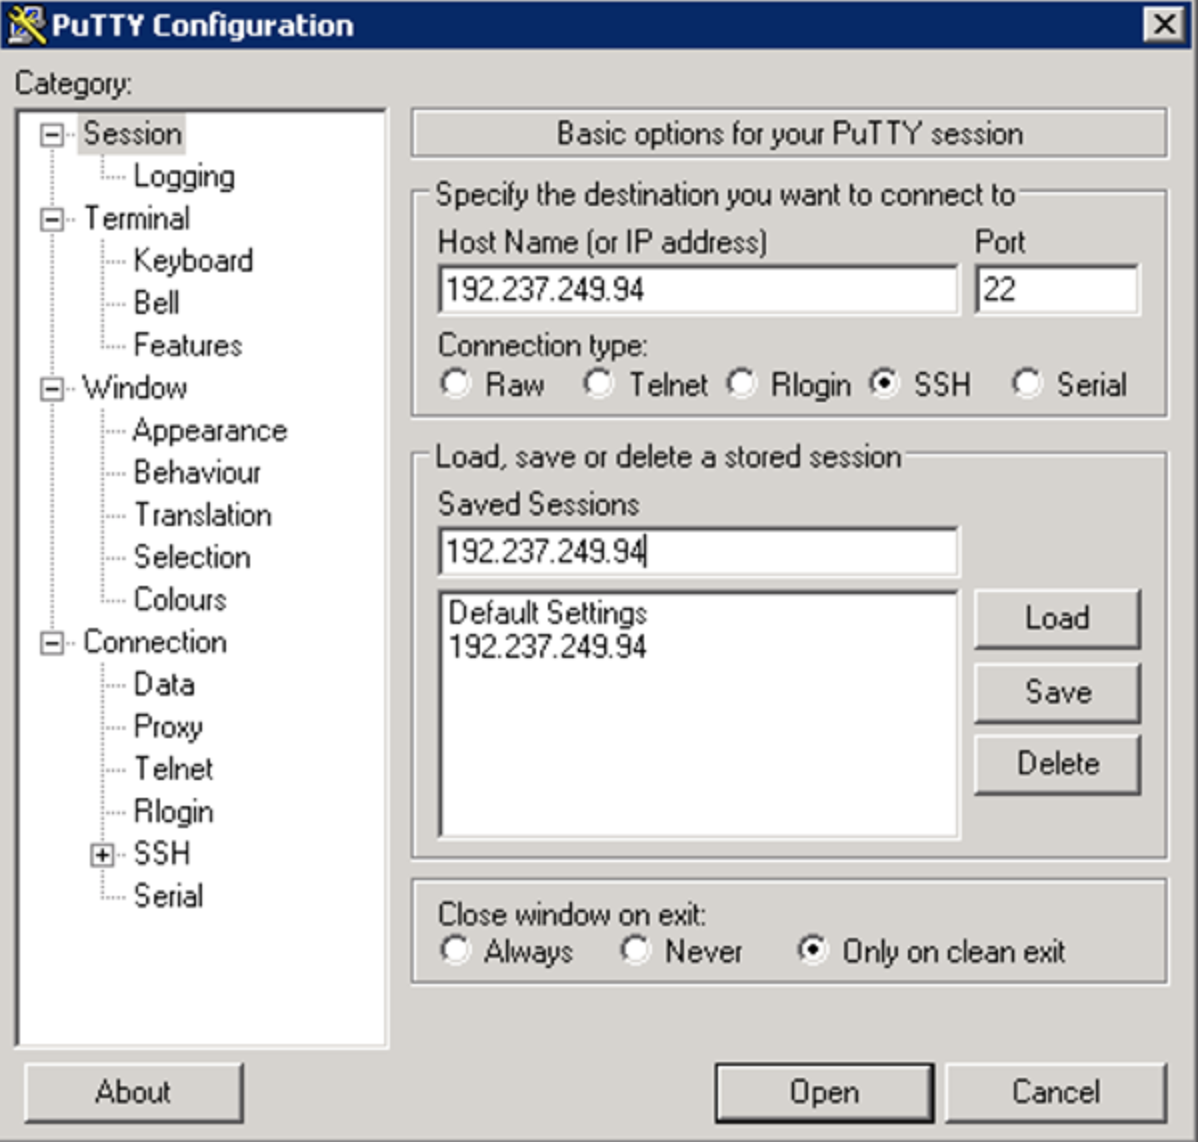 PuTTY Configuration
Category:
Session
Logging
Terminal
Keyboard
Bell
Features
Window
Appearance
Behaviour
Translation
Selection
Colours
Connection
Data
Proxy
Telnet
Rlogin
SSH
Serial
Basic options for your PuTTY session
Specify the destination you want to connect to
Host Name (or IP address) Port
192.237.249.94 22
Connection type:
Raw Telnet Rlogin SSH Serial
Load, save or delete a stored session
Saved Sessions
192.237.249.94
Default Settings
192.237.249.94
Load
Save
Delete
Close window on exit:
Always Never Only on clean exit
About Open Cancel